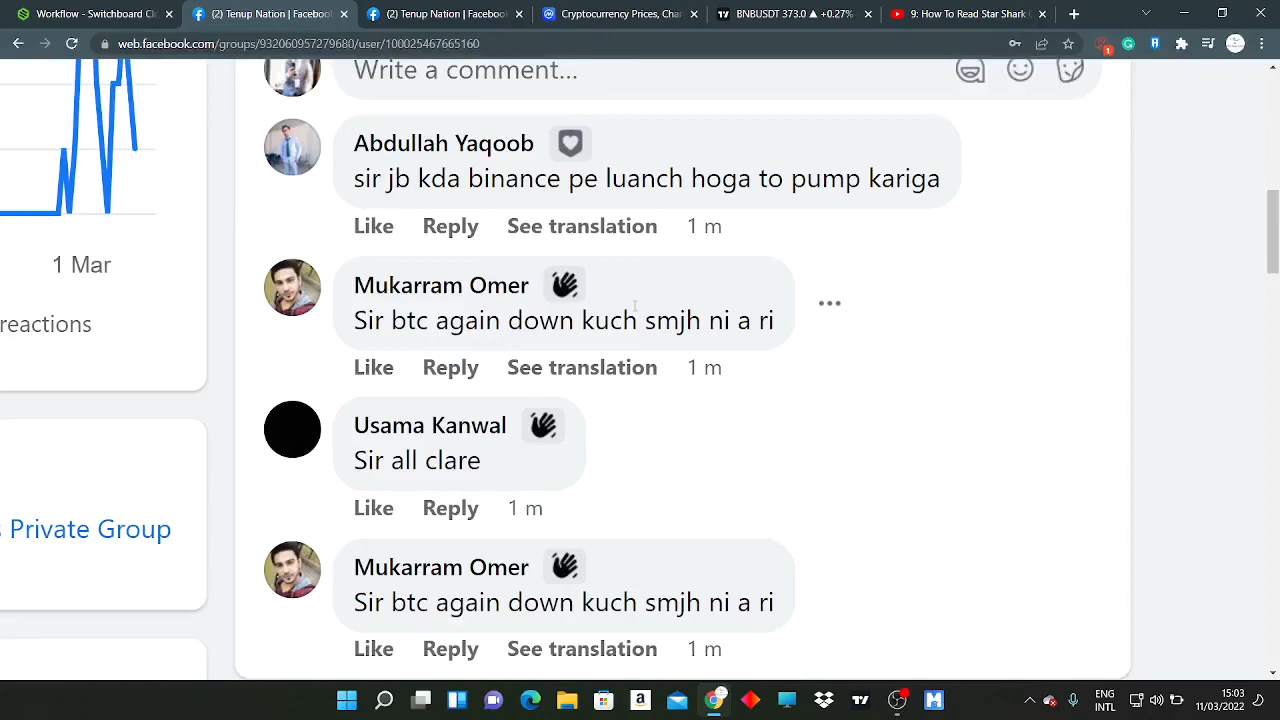 Workflow - Switchboard Clo
(2) Tenup Nation | Facebook
(2) Tenup Nation | Facebook
Cryptocurrency Prices, Char
BNBUSDT 373.0 ▲ +0.27%
9: How To Read Star Shark
web.facebook.com/groups/932060957279680/user/100025467665160
1
Write a comment...
Abdullah Yaqoob
sir jb kda binance pe luanch hoga to pump kariga
Like Reply See translation 1 m
1 Mar
Mukarram Omer
Sir btc again down kuch smjh ni a ri
reactions
Like Reply See translation 1 m
Usama Kanwal
Sir all clare
Like Reply 1 m
s Private Group
Mukarram Omer
Sir btc again down kuch smjh ni a ri
Like Reply See translation 1 m
ENG
INTL
15:03
11/03/2022